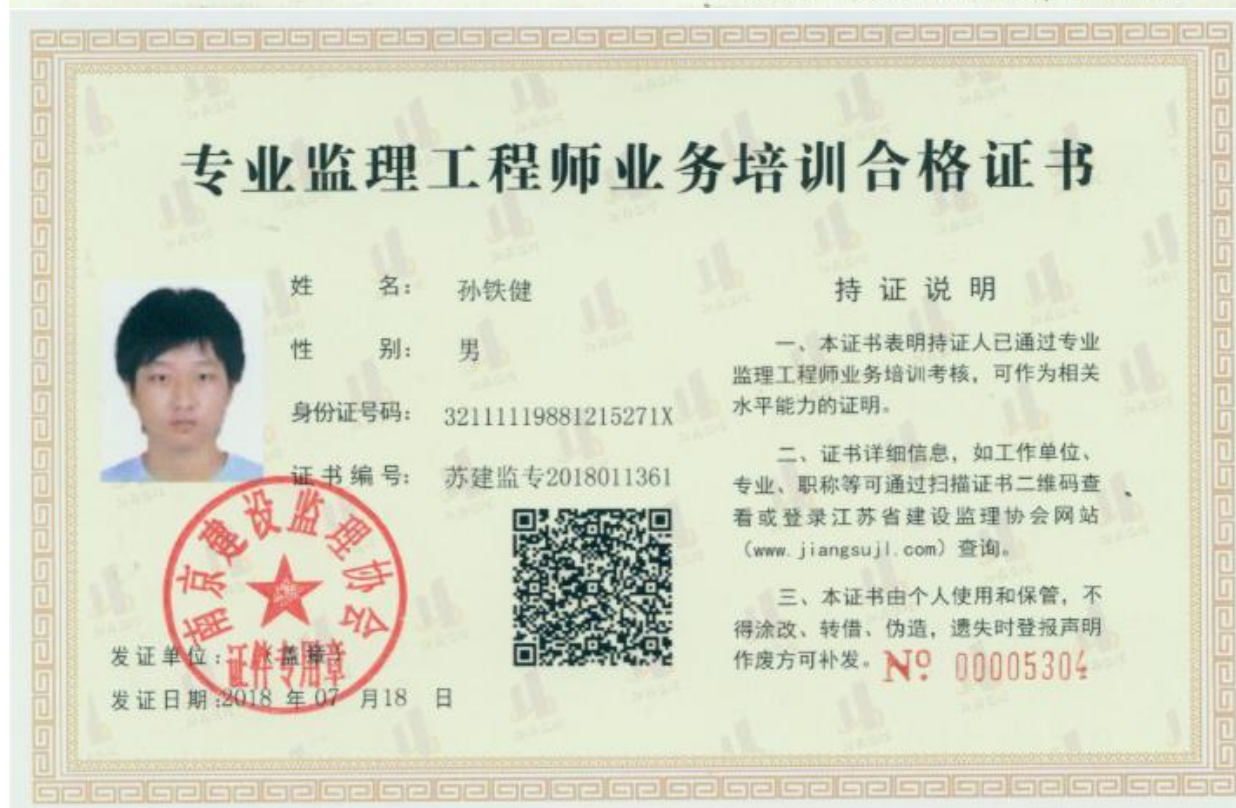 专业监理工程师业务培训合格证书
姓 名: 孙铁健
性 别: 男
身份证号码: 32111119881215271X
证书编号: 苏建监专2018011361
南京建设监理协会
证件专用章
发证单位:
发证日期:2018 年 07 月18 日
持证说明
一、本证书表明持证人已通过专业
监理工程师业务培训考核,可作为相关
水平能力的证明。
二、证书详细信息,如工作单位、
专业、职称等可通过扫描证书二维码查
看或登录江苏省建设监理协会网站
(www.jiangsujl.com)查询。
三、本证书由个人使用和保管,不
得涂改、转借、伪造,遗失时登报声明
作废方可补发。
Nº 00005304